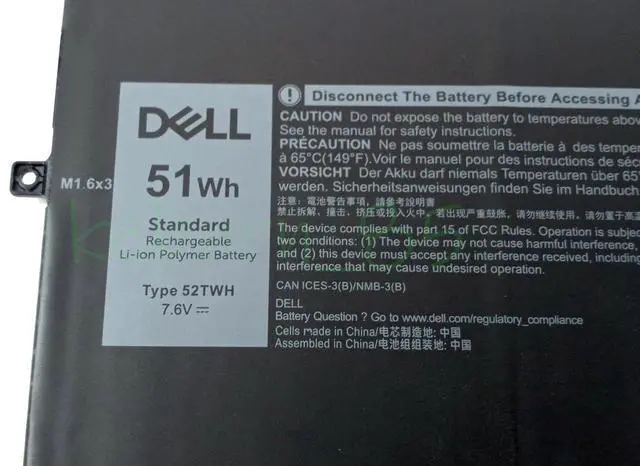 DELL
51Wh
Standard
Rechargeable
Li-ion Polymer Battery
Type 52TWH
7.6V ⎓
M1.6x3
Disconnect The Battery Before Accessing A
CAUTION Do not expose the battery to temperatures above
See the manual for safety instructions.
PRÉCAUTION Ne pas soumettre la batterie à des tempe
à 65°C(149°F).Voir le manuel pour des instructions de séc
VORSICHT Der Akku darf niemals Temperaturen über 65°
werden. Sicherheitsanweisungen finden Sie im Handbuch
注意：電池警告事項，請參閱手冊。
禁止拆解、撞击、挤压或投入火中。若出现严重鼓胀，请勿继续使用。勿置于高
The device complies with part 15 of FCC Rules. Operation is subjec
two conditions: (1) The device may not cause harmful interference,
and (2) this device must accept any interference received, including
interference that may cause undesired operation.
CAN ICES-3(B)/NMB-3(B)
DELL
Battery Question ? Go to www.dell.com/regulatory_compliance
Cells made in China/电芯制造地: 中国
Assembled in China/电池组组装地: 中国